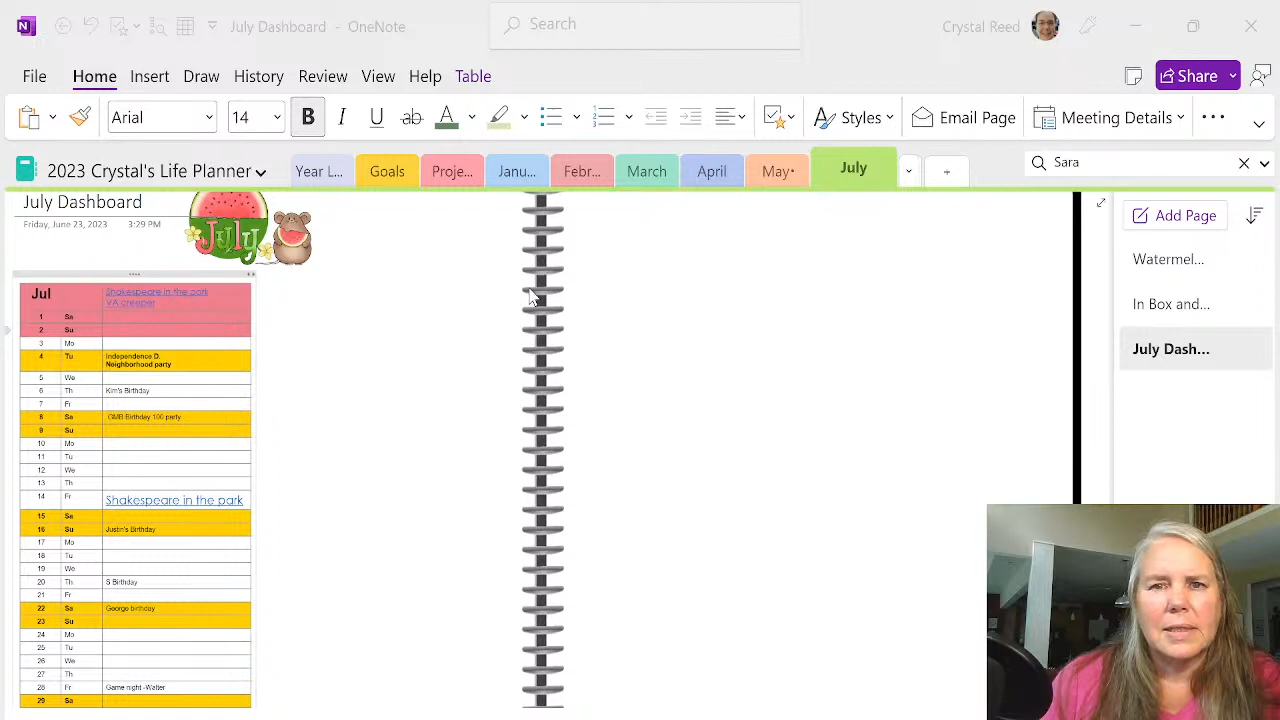 July Dashboard - OneNote
Search
Crystal Reed
File Home Insert Draw History Review View Help Table
Share
Arial 14 B I U ab A Styles Email Page Meeting Details
2023 Crystal's Life Planner Year L... Goals Proje... Janu... Febr... March April May July + Sara
July Dashboard
Friday, June 23, 2023 3:29 PM
July
Add Page
Watermel...
In Box and...
July Dash...
Jul Shakespeare in the park
VA creeper
1 Sa
2 Su
3 Mo
4 Tu Independence D.
Neighborhood party
5 We
6 Th Kim's Birthday
7 Fr
8 Sa GMB Birthday 100 party
9 Su
10 Mo
11 Tu
12 We
13 Th
14 Fr Shakespeare in the park
15 Sa
16 Su Justin's Birthday
17 Mo
18 Tu
19 We
20 Th S Birthday
21 Fr
22 Sa George birthday
23 Su
24 Mo
25 Tu
26 We
27 Th
28 Fr Game night -Walter
29 Sa